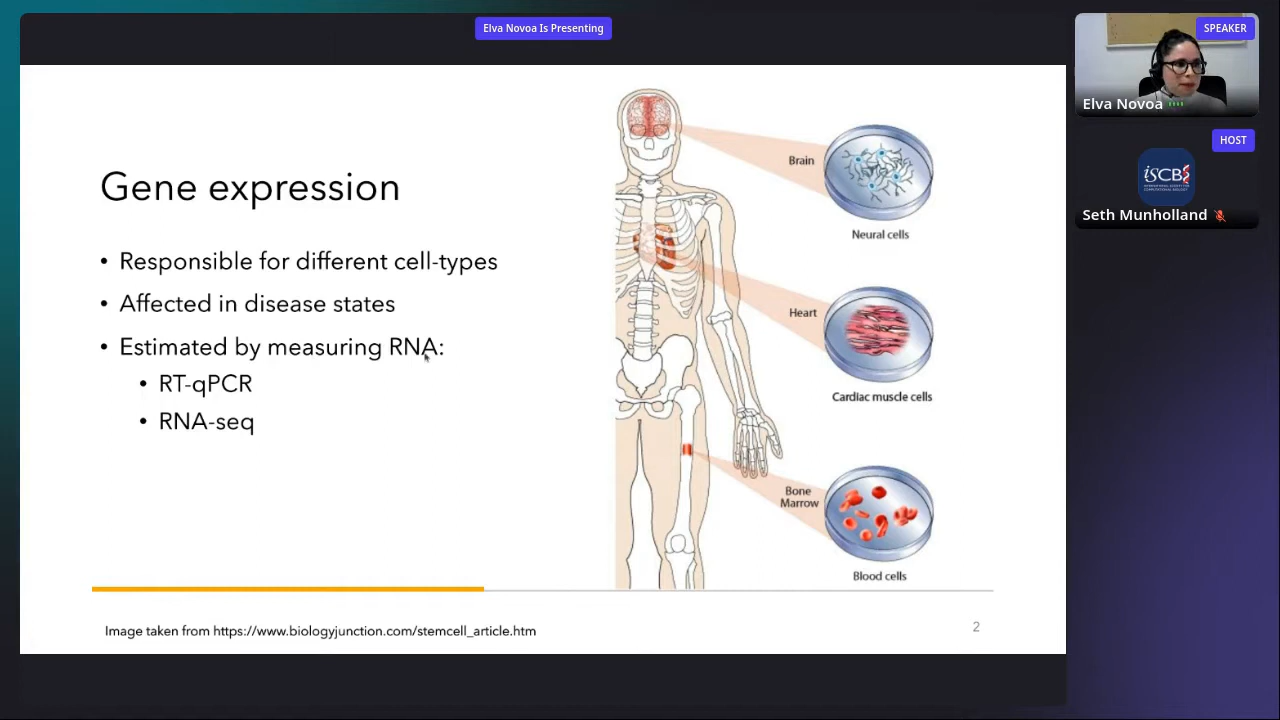 Elva Novoa Is Presenting
SPEAKER
Elva Novoa
HOST
iSCB
Seth Munholland
Gene expression
• Responsible for different cell-types
• Affected in disease states
• Estimated by measuring RNA:
• RT-qPCR
• RNA-seq
Brain
Neural cells
Heart
Cardiac muscle cells
Bone
Marrow
Blood cells
Image taken from https://www.biologyjunction.com/stemcell_article.htm
2